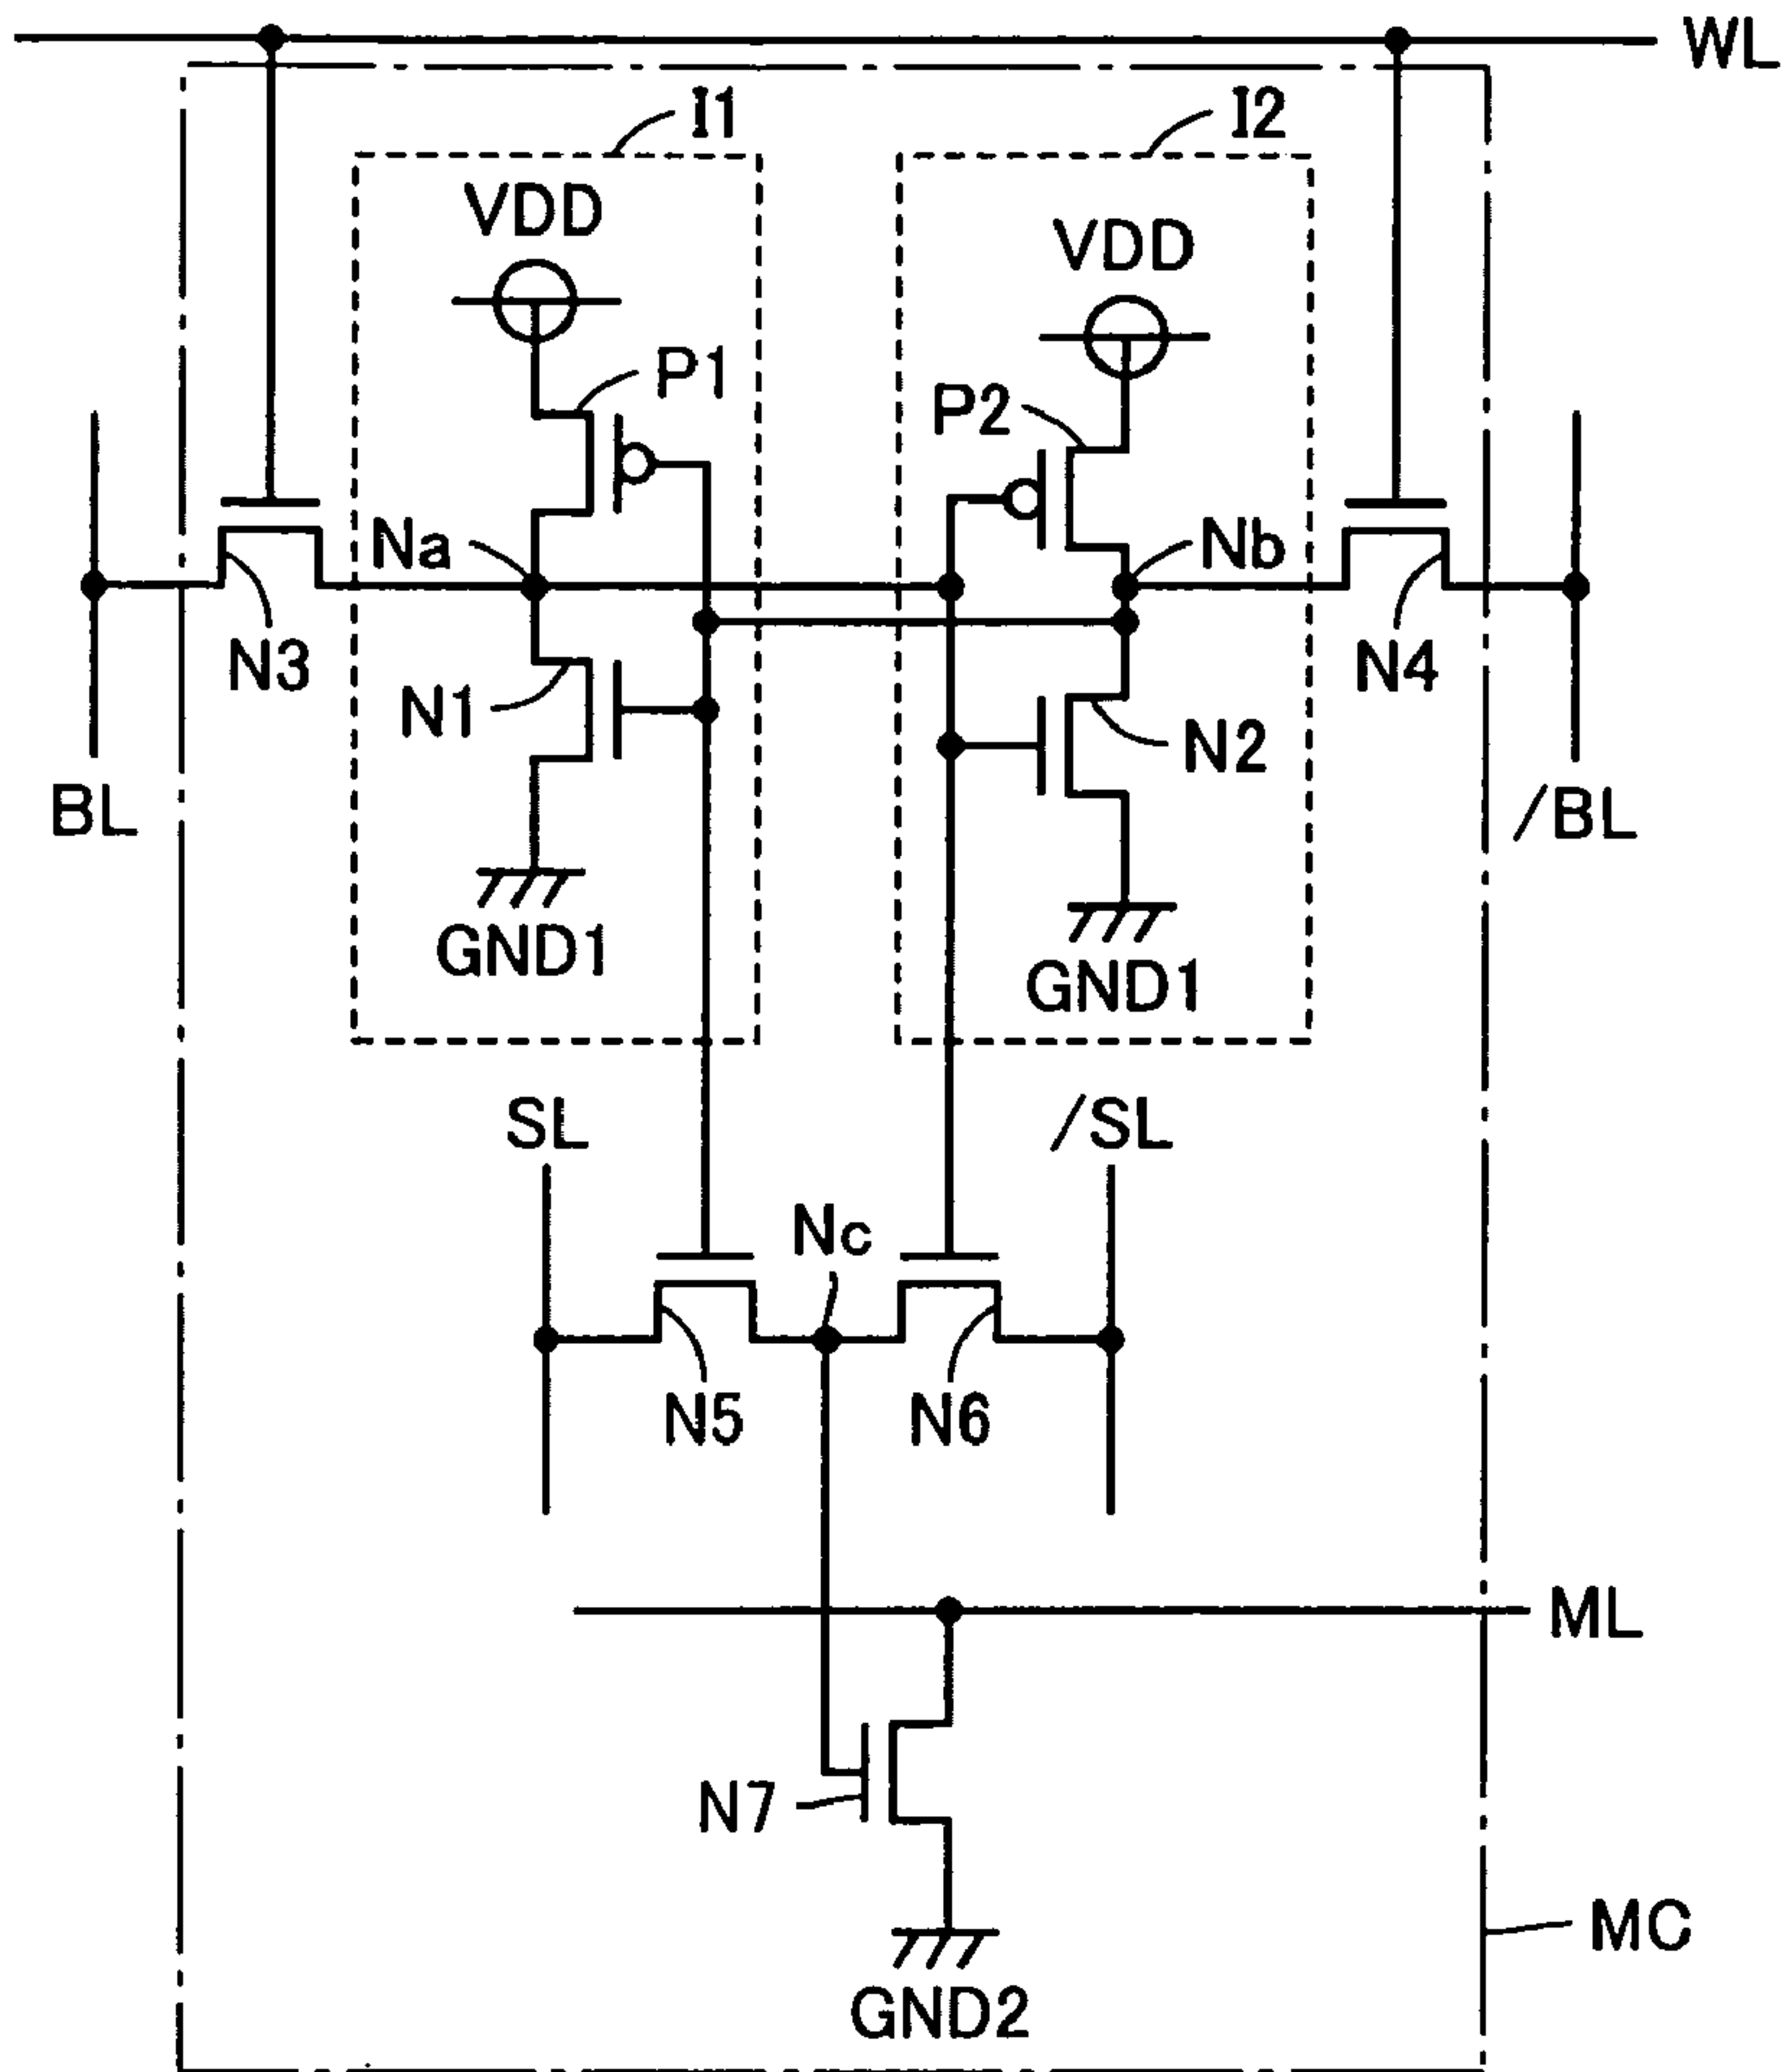 WL
I1
I2
VDD
VDD
P1
P2
Na
Nb
N3
N4
N1
N2
BL
/BL
GND1
GND1
SL
/SL
Nc
N5
N6
ML
N7
MC
GND2